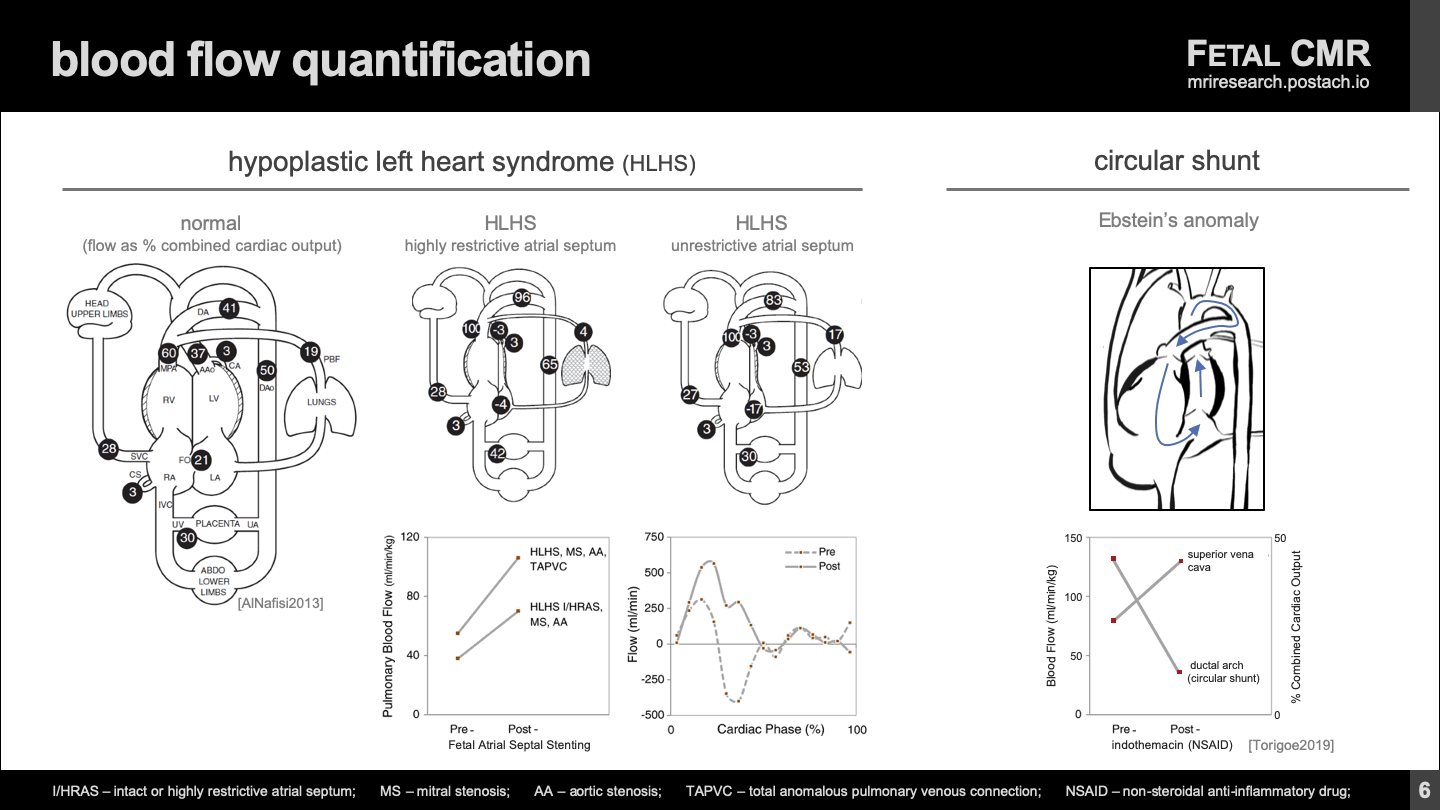 blood flow quantification
FETAL CMR
mriresearch.postach.io
hypoplastic left heart syndrome (HLHS)
circular shunt
normal
(flow as % combined cardiac output)
HLHS
highly restrictive atrial septum
HLHS
unrestrictive atrial septum
Ebstein's anomaly
HEAD
UPPER LIMBS
DA
41
60
37
3
19
PBF
MPA
AAo
CA
50
DAo
RV
LV
LUNGS
28
SVC
FO
21
CS
RA
LA
3
IVC
UV
PLACENTA
UA
30
ABDO
LOWER
LIMBS
[AlNafisi2013]
96
100
-3
3
4
65
28
-4
3
42
83
100
-3
3
17
53
27
-17
3
30
Pulmonary Blood Flow (ml/min/kg)
120
80
40
0
HLHS, MS, AA,
TAPVC
HLHS I/HRAS,
MS, AA
Pre -
Post -
Fetal Atrial Septal Stenting
Flow (ml/min)
750
500
250
0
-250
-500
Pre
Post
0
Cardiac Phase (%)
100
Blood Flow (ml/min/kg)
150
100
50
0
50
0
% Combined Cardiac Output
superior vena
cava
ductal arch
(circular shunt)
Pre -
Post -
indothemacin (NSAID)
[Torigoe2019]
I/HRAS – intact or highly restrictive atrial septum; MS – mitral stenosis; AA – aortic stenosis; TAPVC – total anomalous pulmonary venous connection; NSAID – non-steroidal anti-inflammatory drug;
6